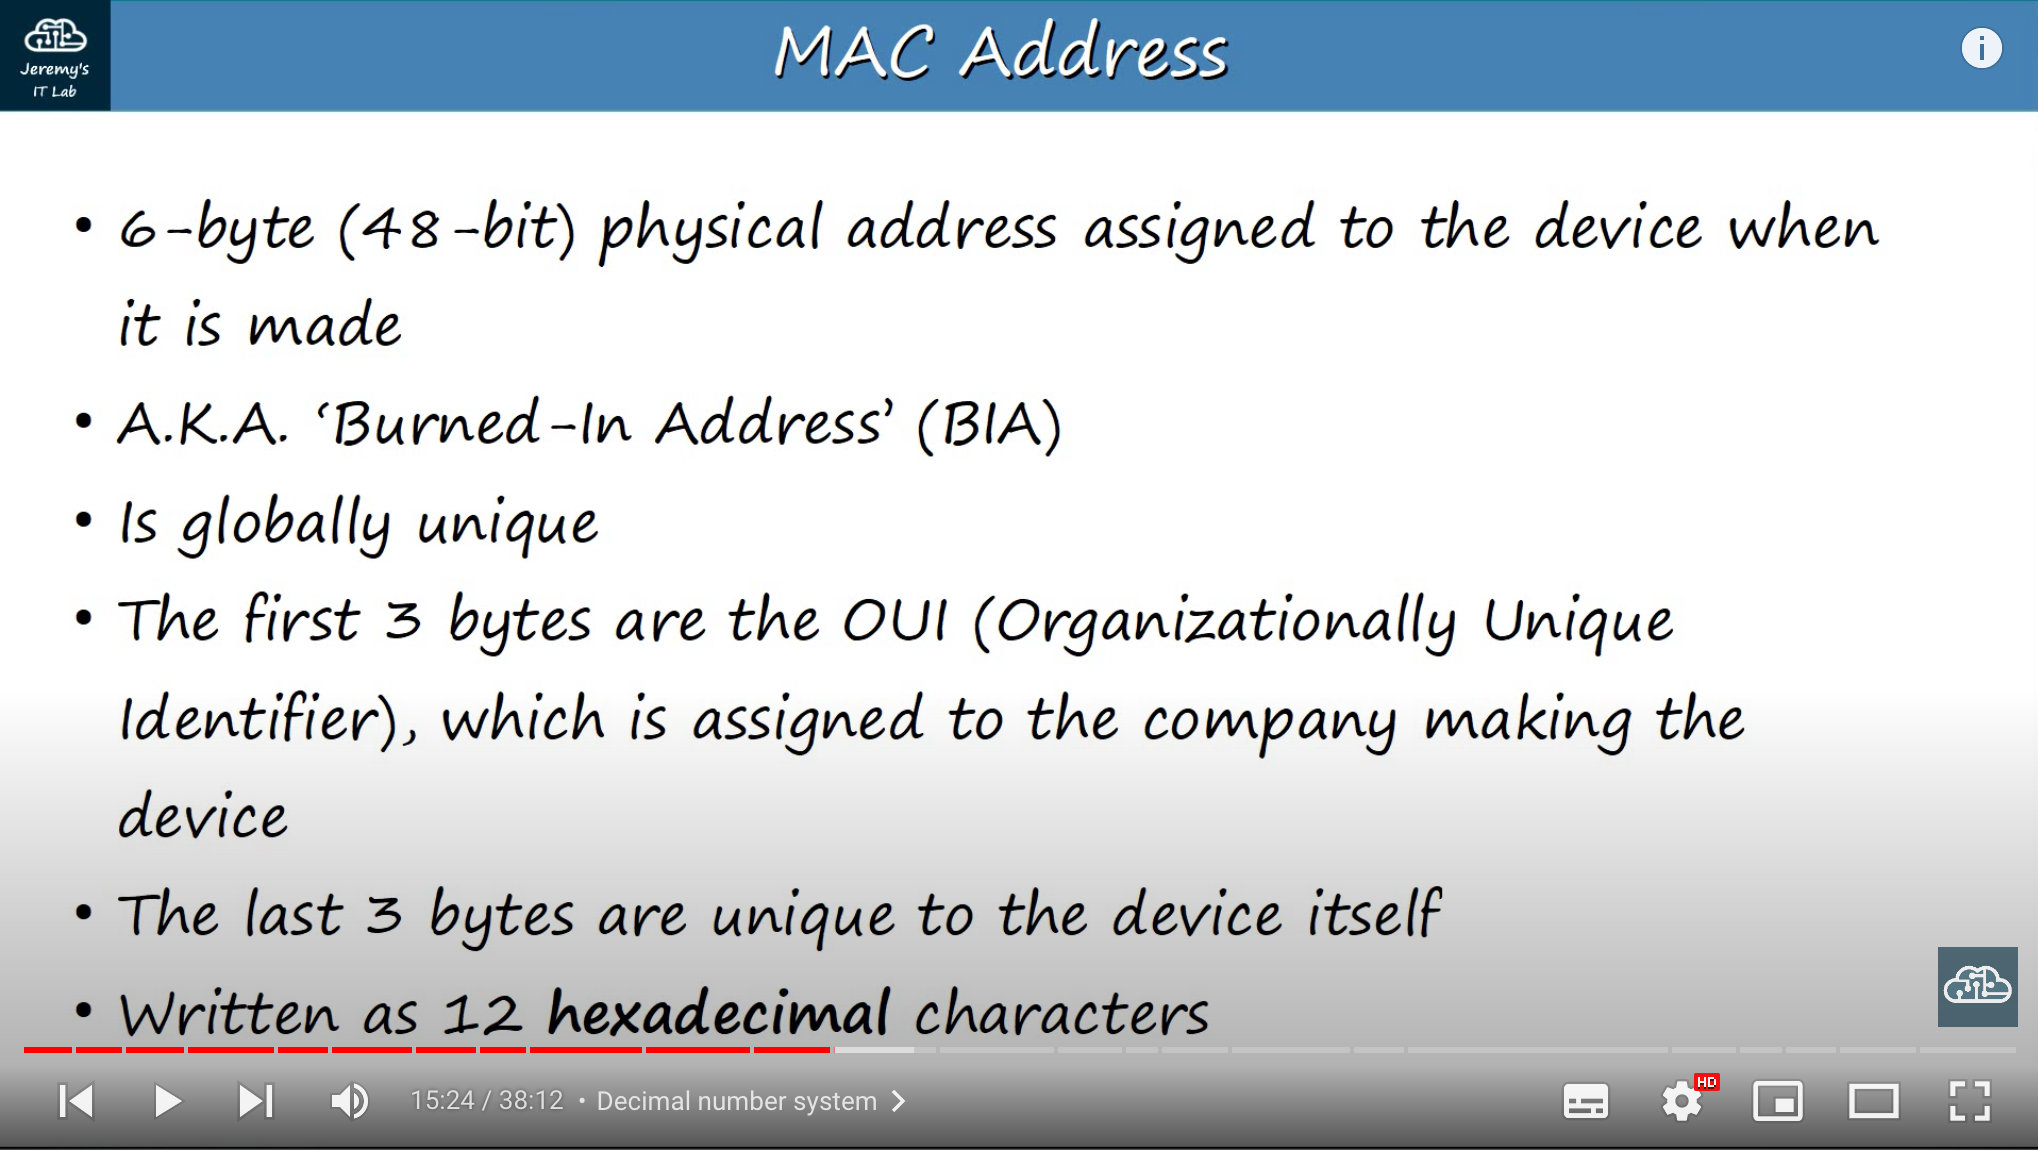 Jeremy's
IT Lab
MAC Address
• 6-byte (48-bit) physical address assigned to the device when
it is made
• A.K.A. ‘Burned-In Address’ (BIA)
• Is globally unique
• The first 3 bytes are the OUI (Organizationally Unique
Identifier), which is assigned to the company making the
device
• The last 3 bytes are unique to the device itself
• Written as 12 hexadecimal characters
15:24 / 38:12 • Decimal number system
HD